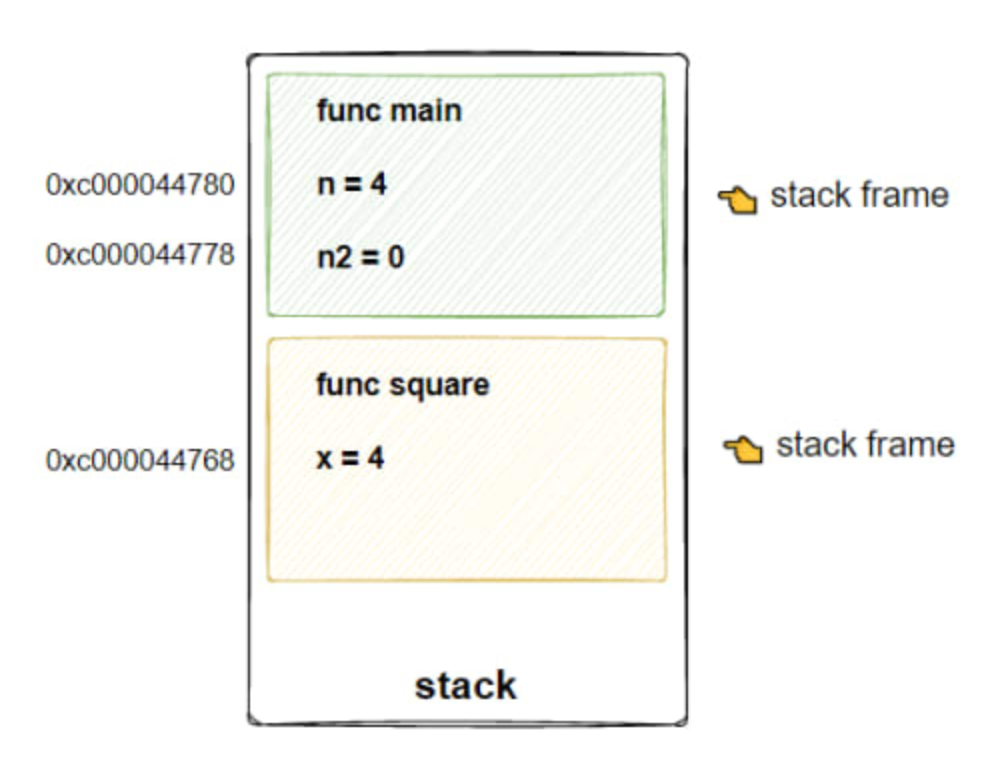 func main
0xc000044780 n = 4 stack frame
0xc000044778 n2 = 0
func square
0xc000044768 x = 4 stack frame
stack